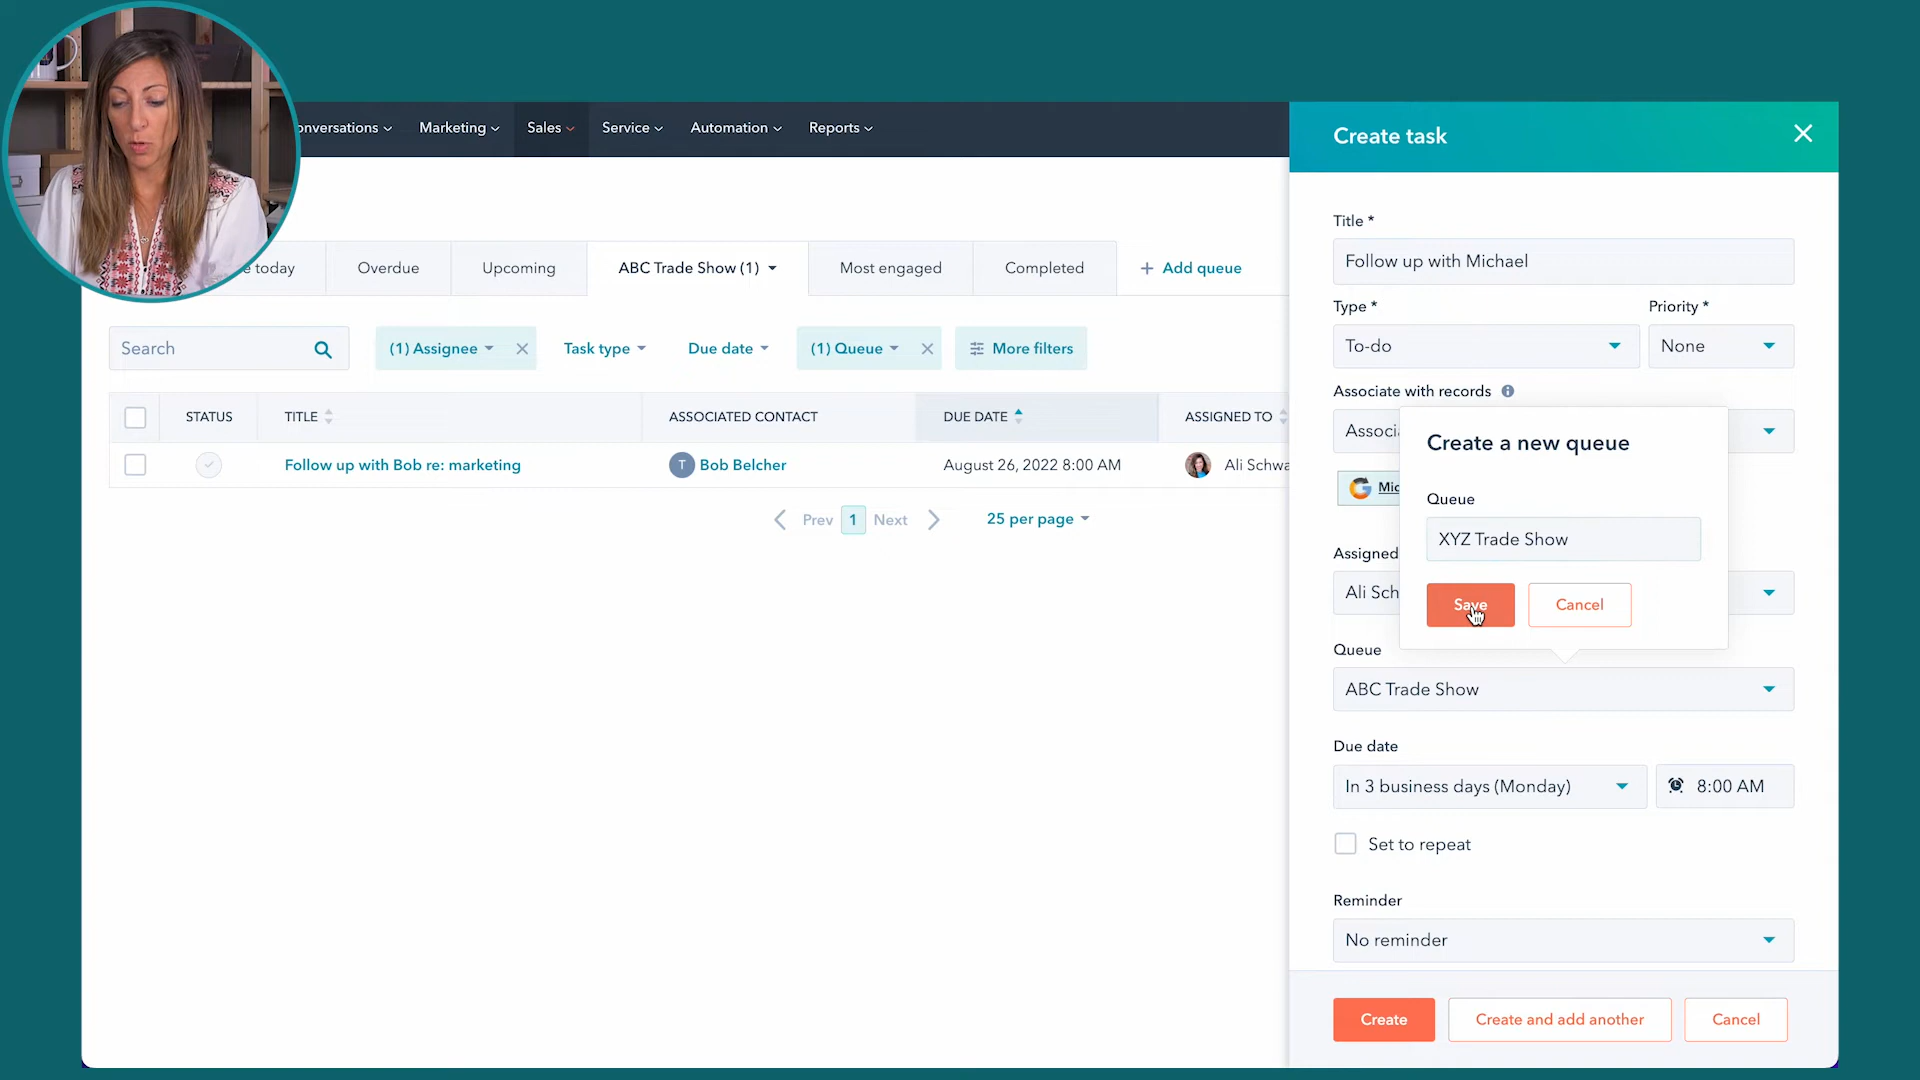 Conversations
Marketing
Sales
Service
Automation
Reports
Create task
today
Overdue
Upcoming
ABC Trade Show (1)
Most engaged
Completed
+ Add queue
Search
(1) Assignee
Task type
Due date
(1) Queue
More filters
STATUS
TITLE
ASSOCIATED CONTACT
DUE DATE
ASSIGNED TO
Follow up with Bob re: marketing
T
Bob Belcher
August 26, 2022 8:00 AM
Ali Schwa
Prev
1
Next
25 per page
Title *
Follow up with Michael
Type *
Priority *
To-do
None
Associate with records
Associ
Mic
Create a new queue
Queue
XYZ Trade Show
Save
Cancel
Assigned
Ali Sch
Queue
ABC Trade Show
Due date
In 3 business days (Monday)
8:00 AM
Set to repeat
Reminder
No reminder
Create
Create and add another
Cancel